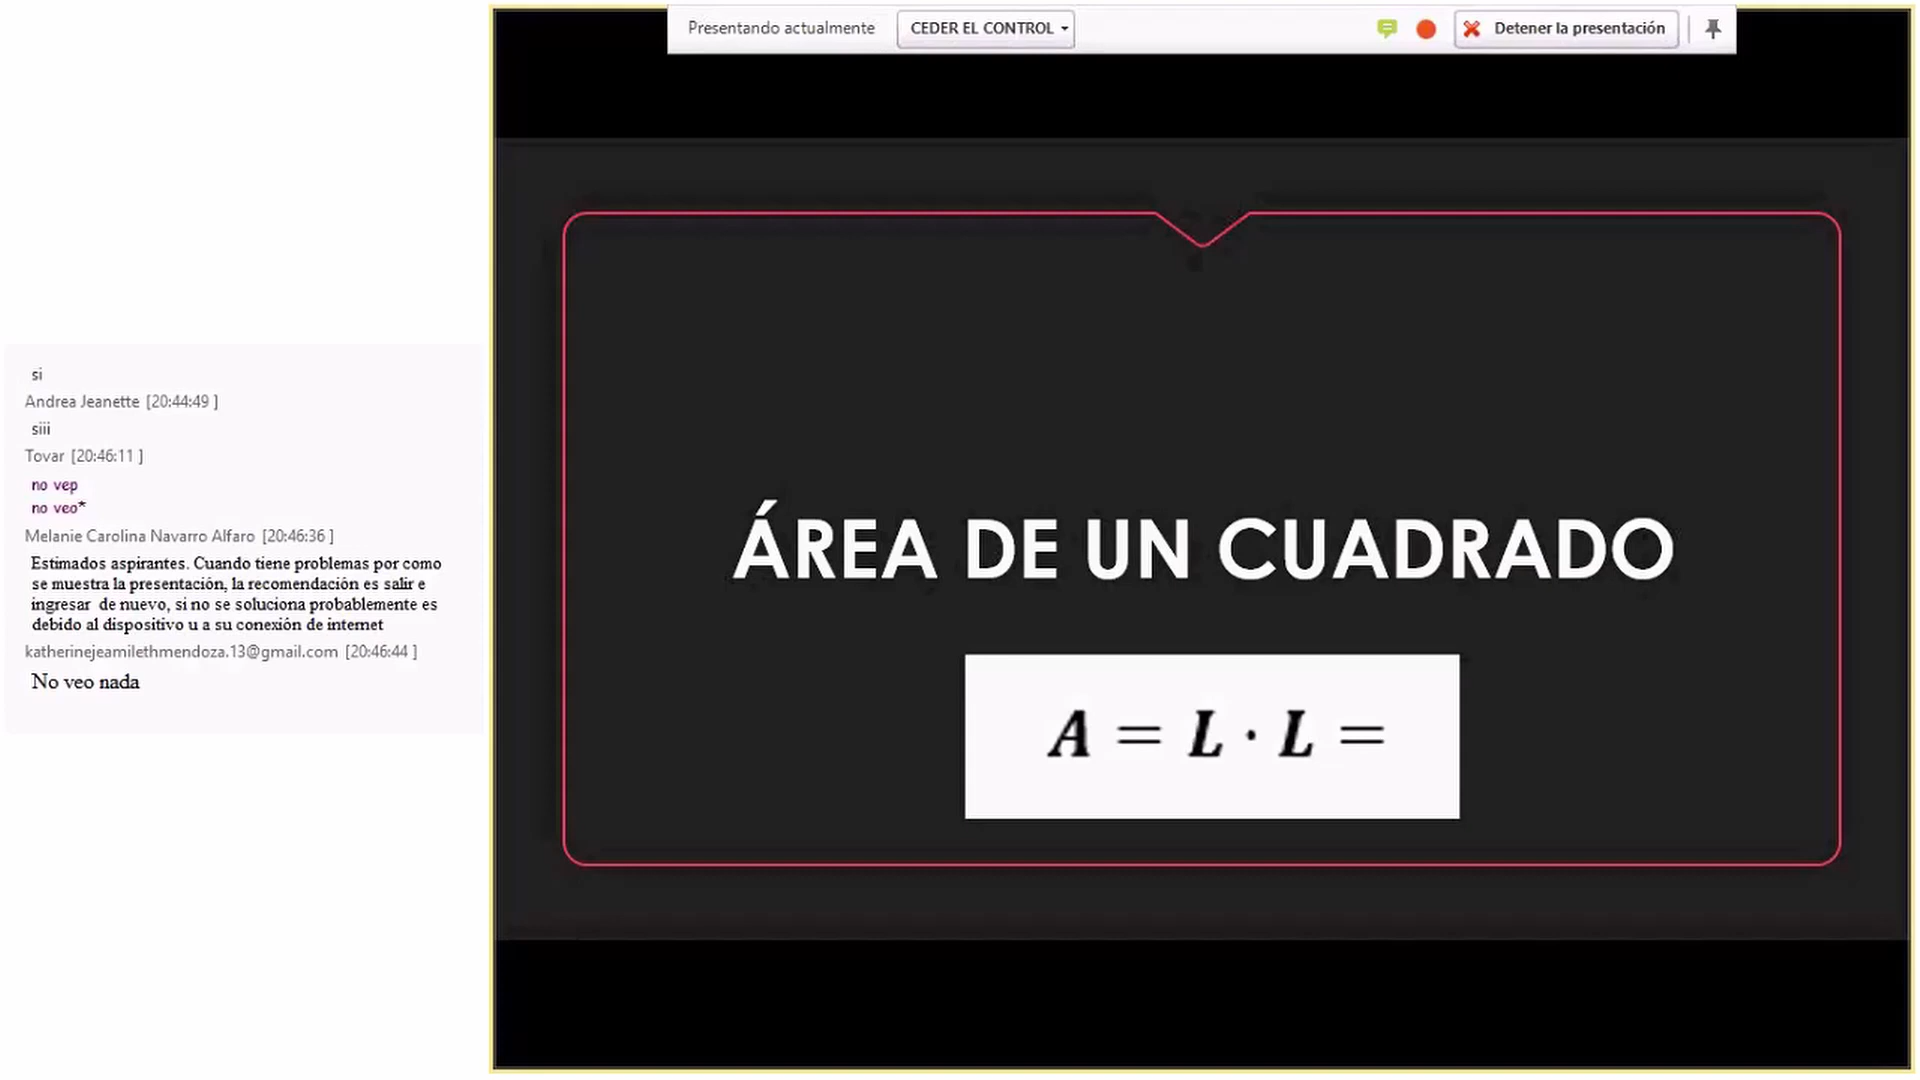 Presentando actualmente
CEDER EL CONTROL
Detener la presentación
si
Andrea Jeanette [20:44:49 ]
siii
Tovar [20:46:11 ]
no vep
no veo*
Melanie Carolina Navarro Alfaro [20:46:36 ]
Estimados aspirantes. Cuando tiene problemas por como
se muestra la presentación, la recomendación es salir e
ingresar  de nuevo, si no se soluciona probablemente es
debido al dispositivo u a su conexión de internet
katherinejeamilethmendoza.13@gmail.com [20:46:44 ]
No veo nada
ÁREA DE UN CUADRADO
A = L · L =